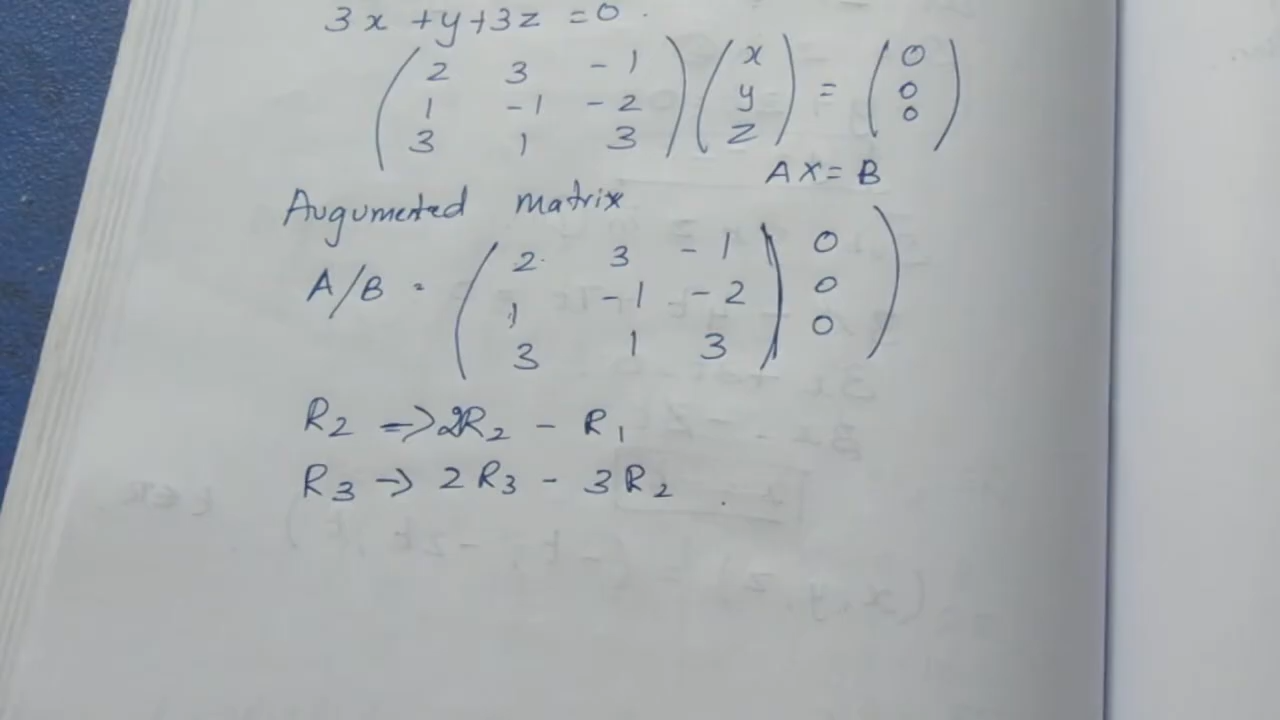 3x + y + 3z = 0.
( 2 3 -1 ) ( x ) = ( 0 )
( 1 -1 -2 ) ( y ) ( 0 )
( 3 1 3 ) ( z ) ( 0 )
AX = B
Augumented matrix
A/B = ( 2 3 -1 | 0 )
( 1 -1 -2 | 0 )
( 3 1 3 | 0 )
R2 => 2R2 - R1
R3 -> 2R3 - 3R2